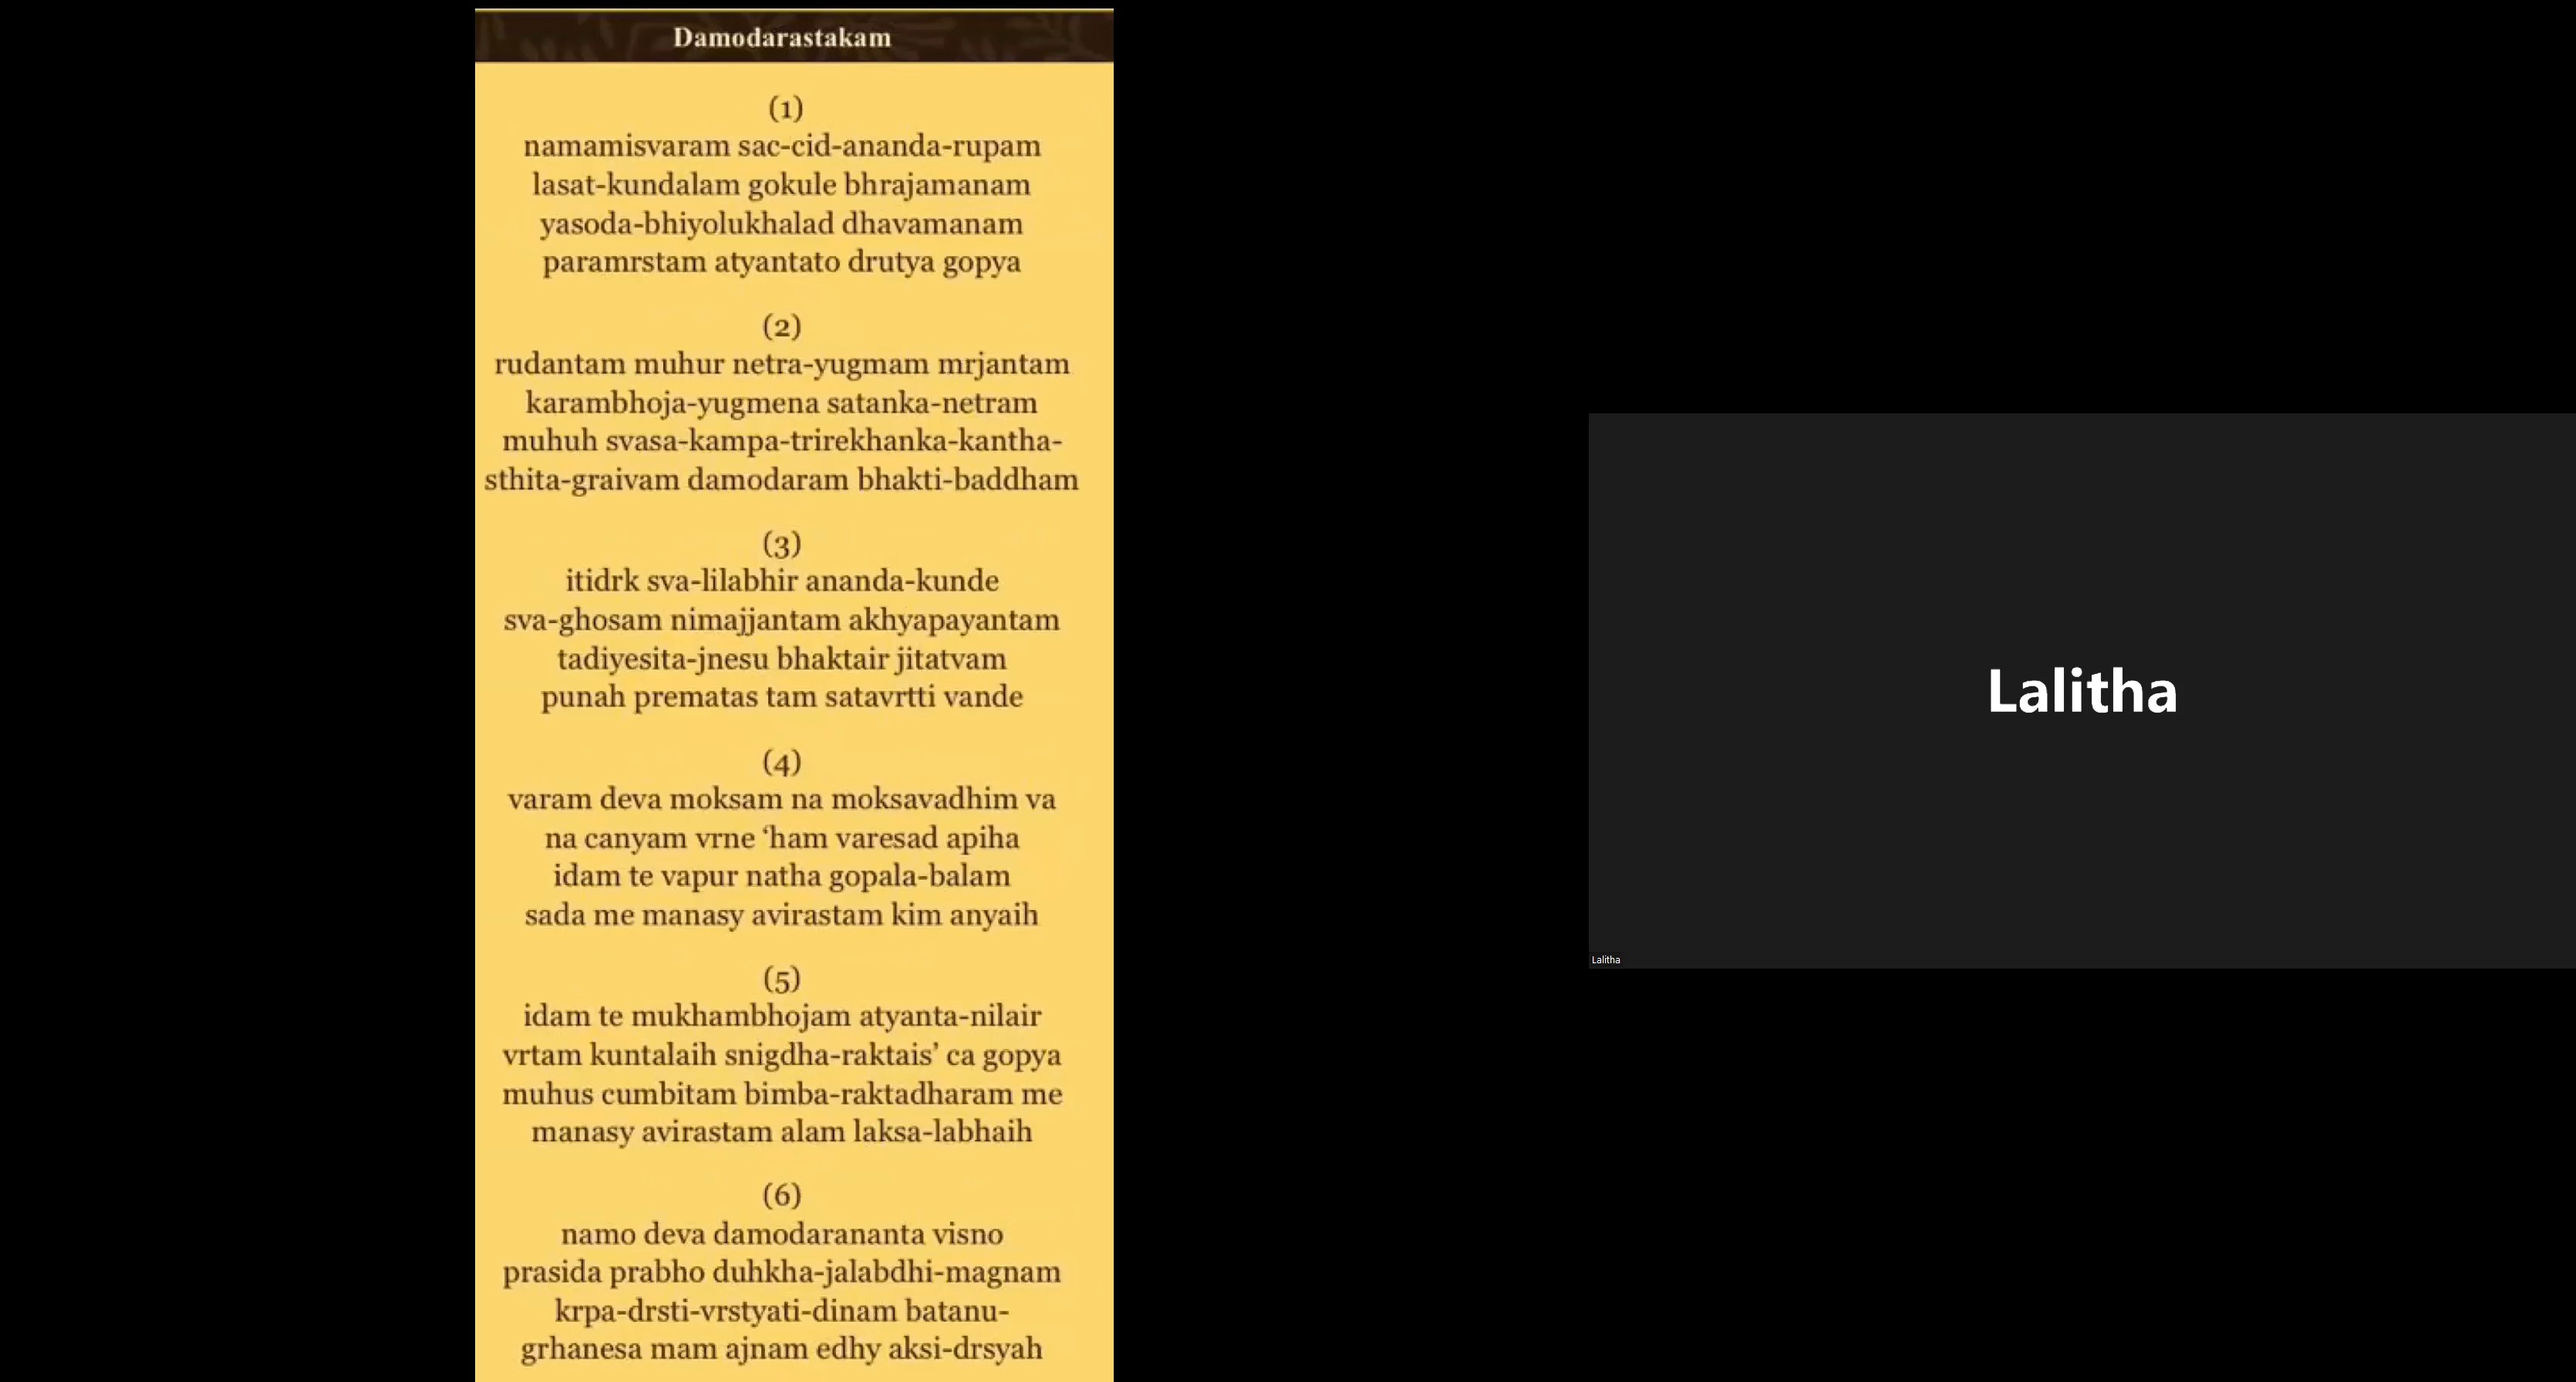 Damodarastakam
(1)
namamisvaram sac-cid-ananda-rupam
lasat-kundalam gokule bhrajamanam
yasoda-bhiyolukhalad dhavamanam
paramrstam atyantato drutya gopya
(2)
rudantam muhur netra-yugmam mrjantam
karambhoja-yugmena satanka-netram
muhuh svasa-kampa-trirekhanka-kantha-
sthita-graivam damodaram bhakti-baddham
(3)
itidrk sva-lilabhir ananda-kunde
sva-ghosam nimajjantam akhyapayantam
tadiyesita-jnesu bhaktair jitatvam
punah prematas tam satavrtti vande
(4)
varam deva moksam na moksavadhim va
na canyam vrne ‘ham varesad apiha
idam te vapur natha gopala-balam
sada me manasy avirastam kim anyaih
(5)
idam te mukhambhojam atyanta-nilair
vrtam kuntalaih snigdha-raktais’ ca gopya
muhus cumbitam bimba-raktadharam me
manasy avirastam alam laksa-labhaih
(6)
namo deva damodarananta visno
prasida prabho duhkha-jalabdhi-magnam
krpa-drsti-vrstyati-dinam batanu-
grhanesa mam ajnam edhy aksi-drsyah
Lalitha
Lalitha